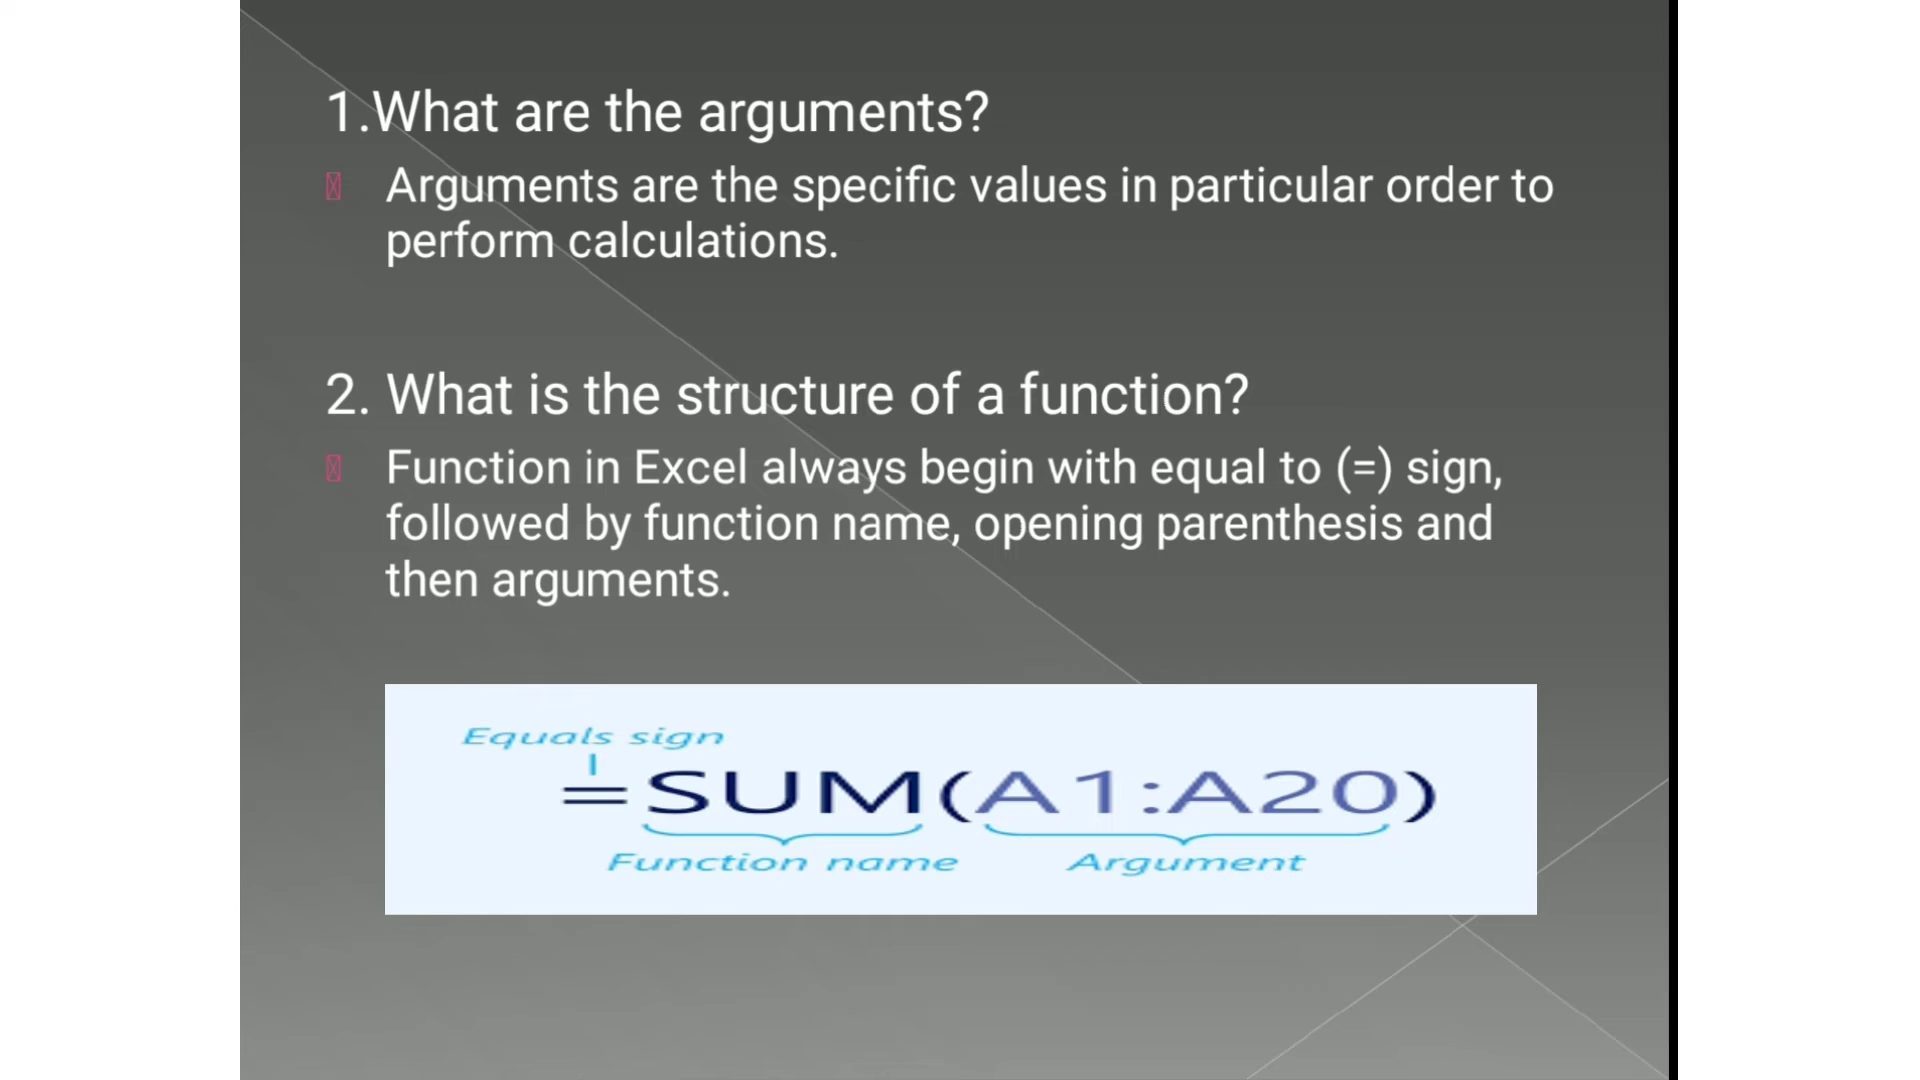 1.What are the arguments?
Arguments are the specific values in particular order to
perform calculations.
2. What is the structure of a function?
Function in Excel always begin with equal to (=) sign,
followed by function name, opening parenthesis and
then arguments.
Equals sign
=SUM(A1:A20)
Function name Argument